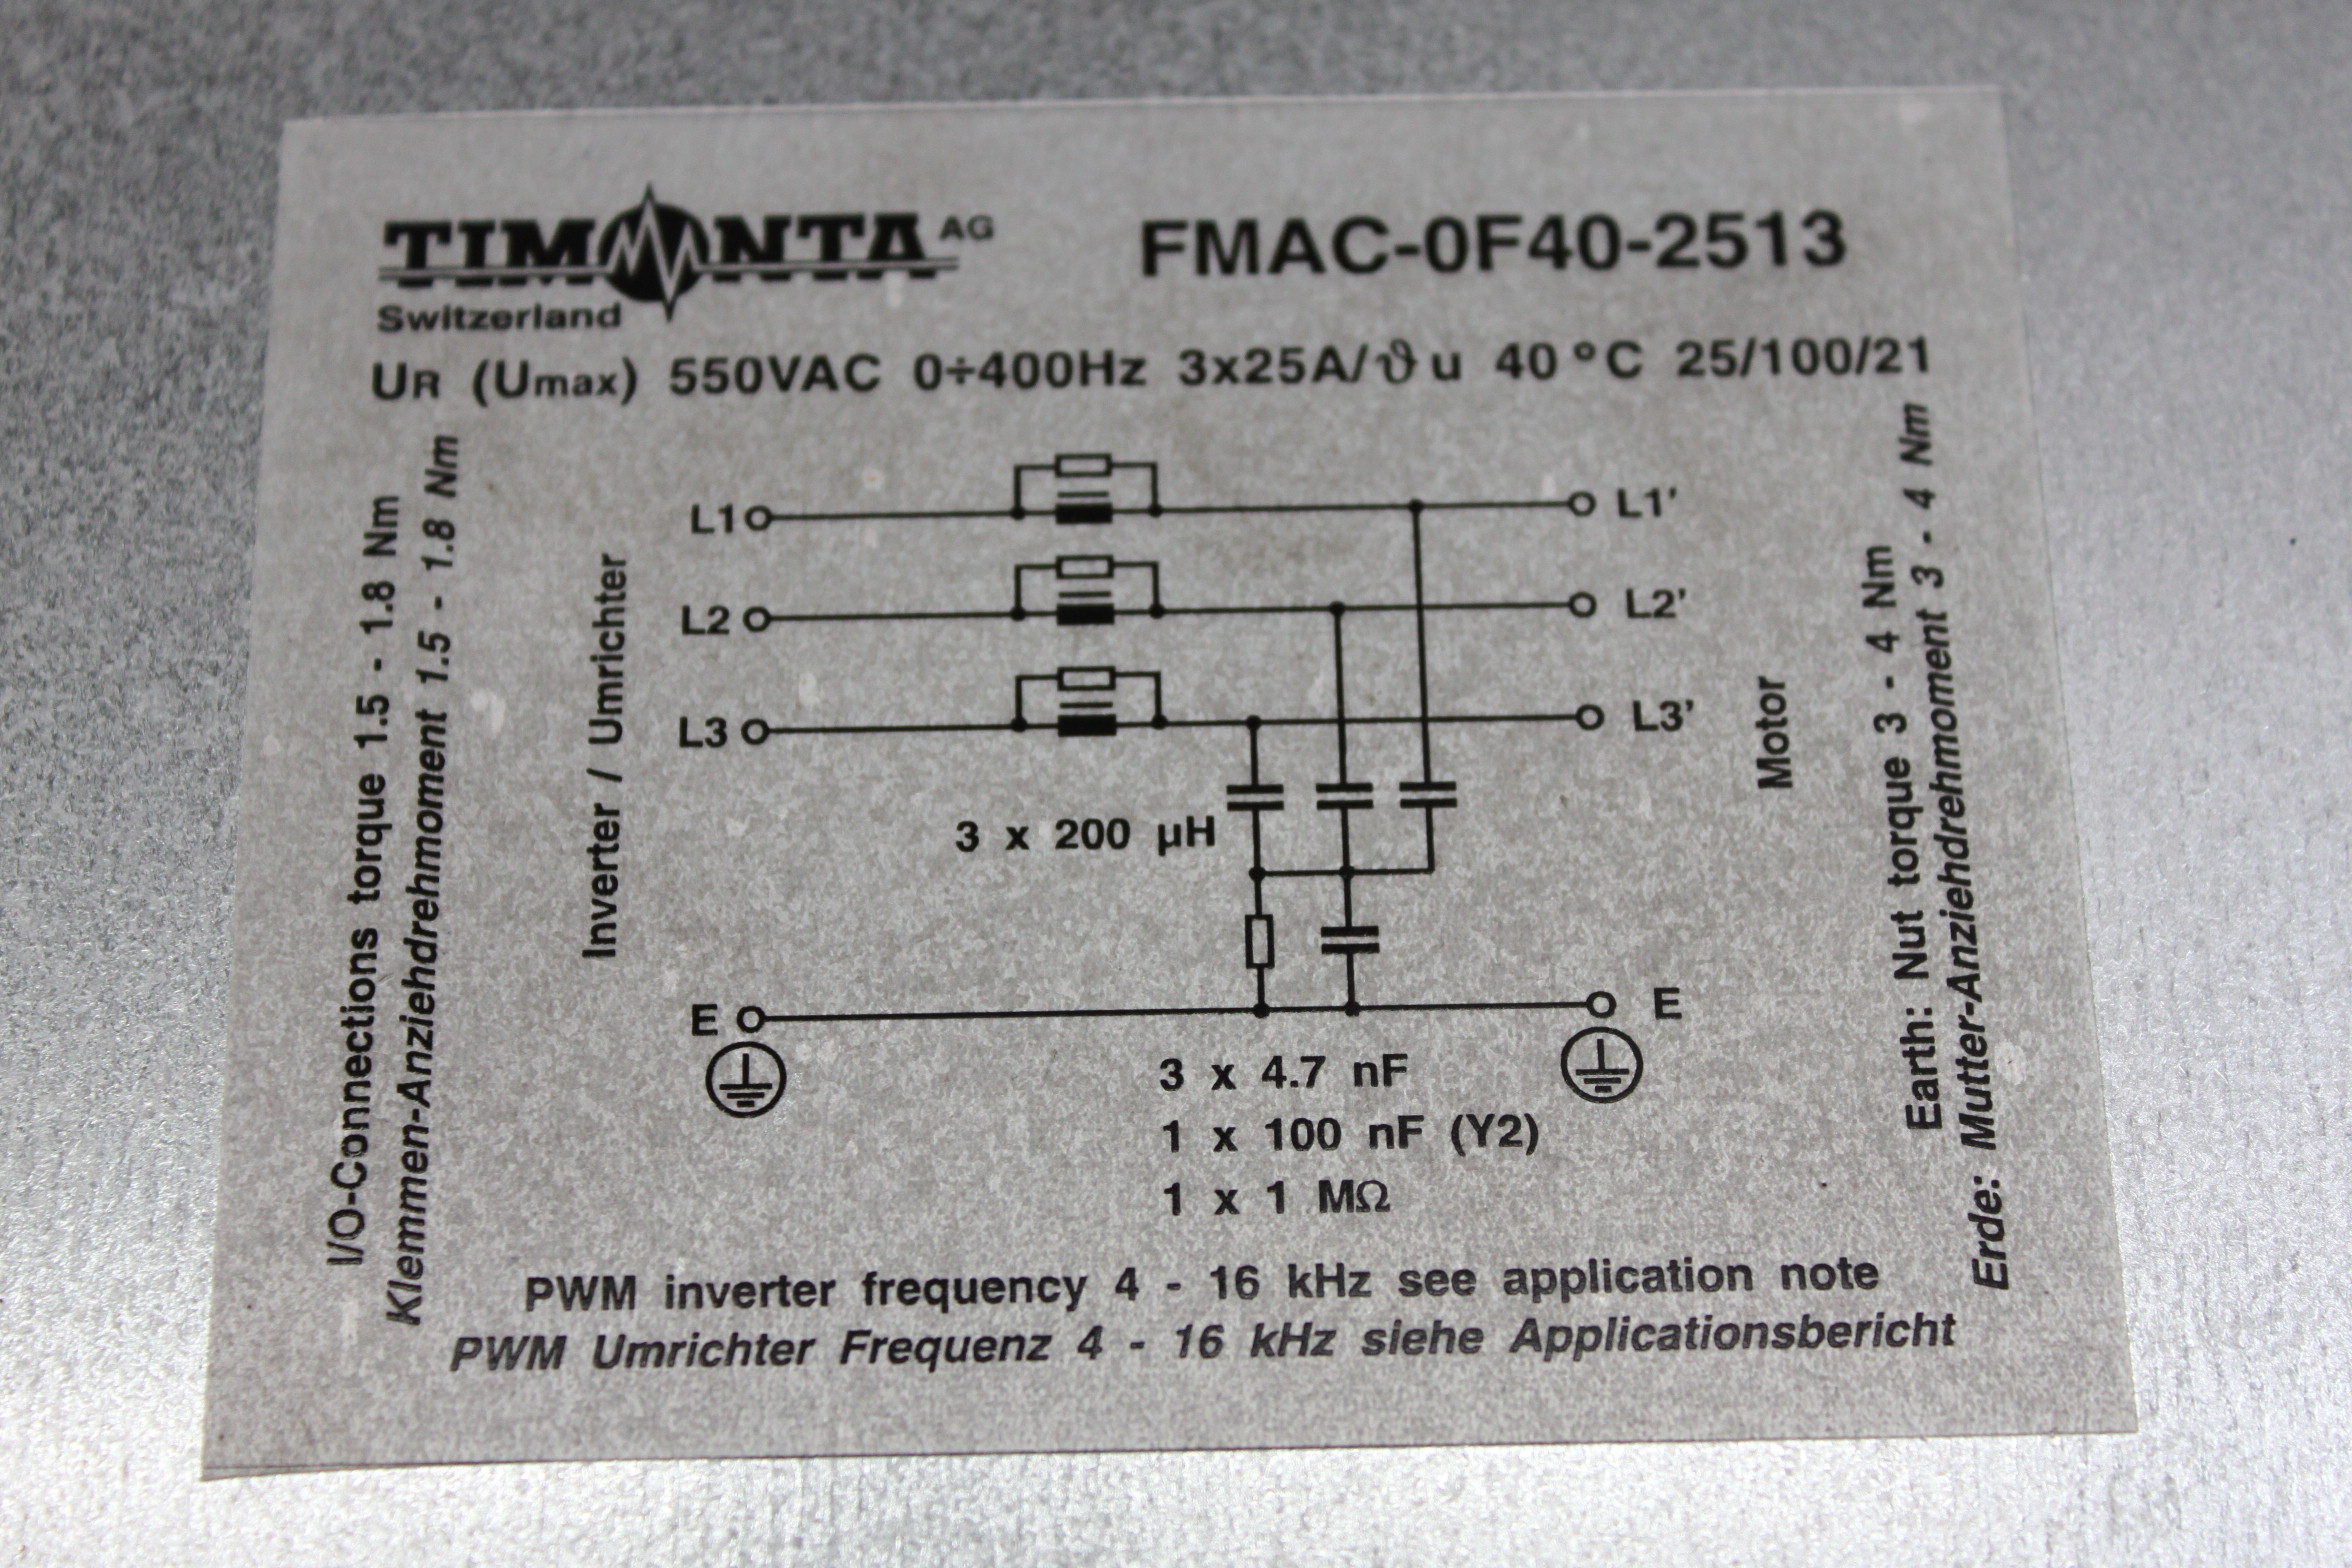 TIMONTA AG
Switzerland
FMAC-0F40-2513
UR (Umax) 550VAC 0÷400Hz 3x25A/ϑu 40°C 25/100/21
I/O-Connections torque 1.5 - 1.8 Nm
Klemmen-Anziehdrehmoment 1.5 - 1.8 Nm
Inverter / Umrichter
L1
L1'
L2
L2'
L3
L3'
3 x 200 µH
Motor
E
E
3 x 4.7 nF
1 x 100 nF (Y2)
1 x 1 MΩ
Earth: Nut torque 3 - 4 Nm
Erde: Mutter-Anziehdrehmoment 3 - 4 Nm
PWM inverter frequency 4 - 16 kHz see application note
PWM Umrichter Frequenz 4 - 16 kHz siehe Applicationsbericht